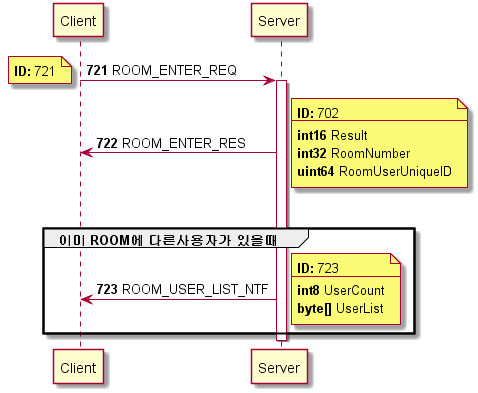 Client
Server
ID: 721
721 ROOM_ENTER_REQ
ID: 702
int16 Result
int32 RoomNumber
uint64 RoomUserUniqueID
722 ROOM_ENTER_RES
이미 ROOM에 다른사용자가 있을때
ID: 723
int8 UserCount
byte[] UserList
723 ROOM_USER_LIST_NTF
Client
Server